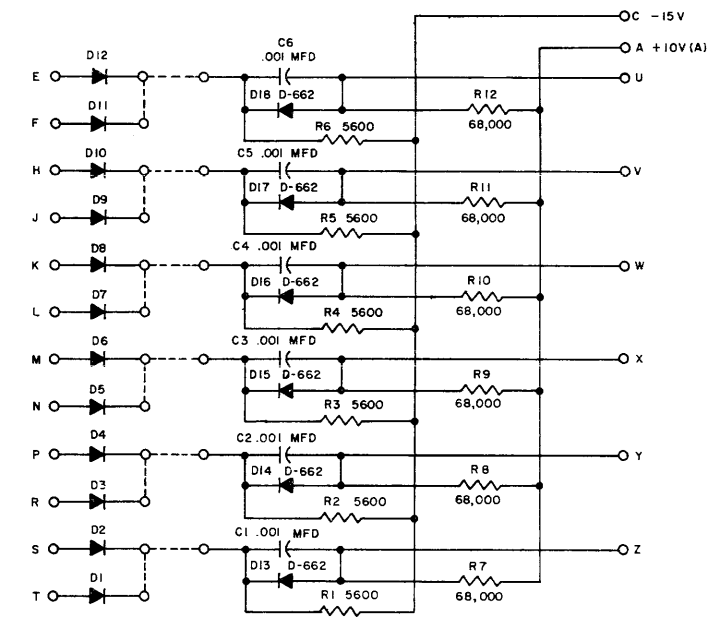 C -15V
A +10V(A)
D12
C6
.001 MFD
E
U
D11
D18 D-662
R12
F
R6 5600
68,000
D10
C5 .001 MFD
H
V
D9
D17 D-662
R11
J
R5 5600
68,000
D8
C4 .001 MFD
K
W
D7
D16 D-662
R10
L
R4 5600
68,000
D6
C3 .001 MFD
M
X
D5
D15 D-662
R9
N
R3 5600
68,000
D4
C2 .001 MFD
P
Y
D3
D14 D-662
R8
R
R2 5600
68,000
D2
C1 .001 MFD
S
Z
D1
D13 D-662
R7
T
R1 5600
68,000